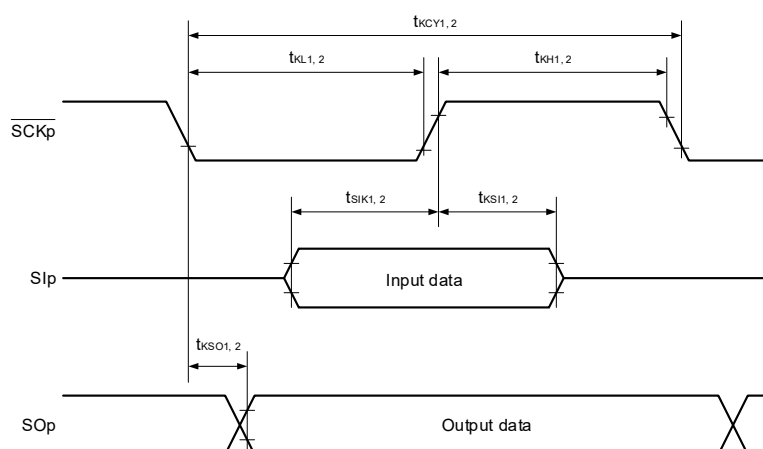 tKCY1, 2
tKL1, 2 tKH1, 2
SCKp
tSIK1, 2 tKSI1, 2
SIp Input data
tKSO1, 2
SOp Output data